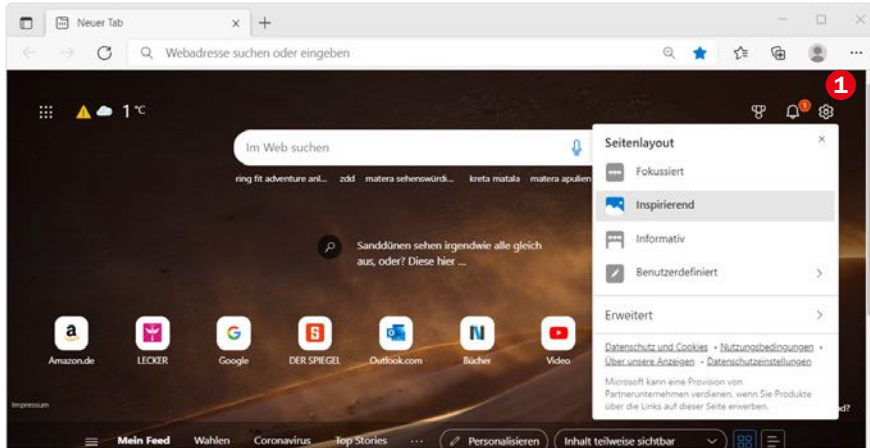 Neuer Tab
Webadresse suchen oder eingeben
1
1 °C
1
Im Web suchen
ring fit adventure anl... zdd matera sehenswürdi... kreta matala matera apulien
Sanddünen sehen irgendwie alle gleich
aus, oder? Diese hier ...
Seitenlayout
Fokussiert
Inspirierend
Informativ
Benutzerdefiniert
Erweitert
Datenschutz und Cookies • Nutzungsbedingungen •
Über unsere Anzeigen • Datenschutzeinstellungen
Microsoft kann eine Provision von
Partnerunternehmen verdienen, wenn Sie Produkte
über die Links auf dieser Seite erwerben.
a G S N
Amazon.de LECKER Google DER SPIEGEL Outlook.com Bücher Video
Impressum
Mein Feed Wahlen Coronavirus Top Stories ... Personalisieren Inhalt teilweise sichtbar